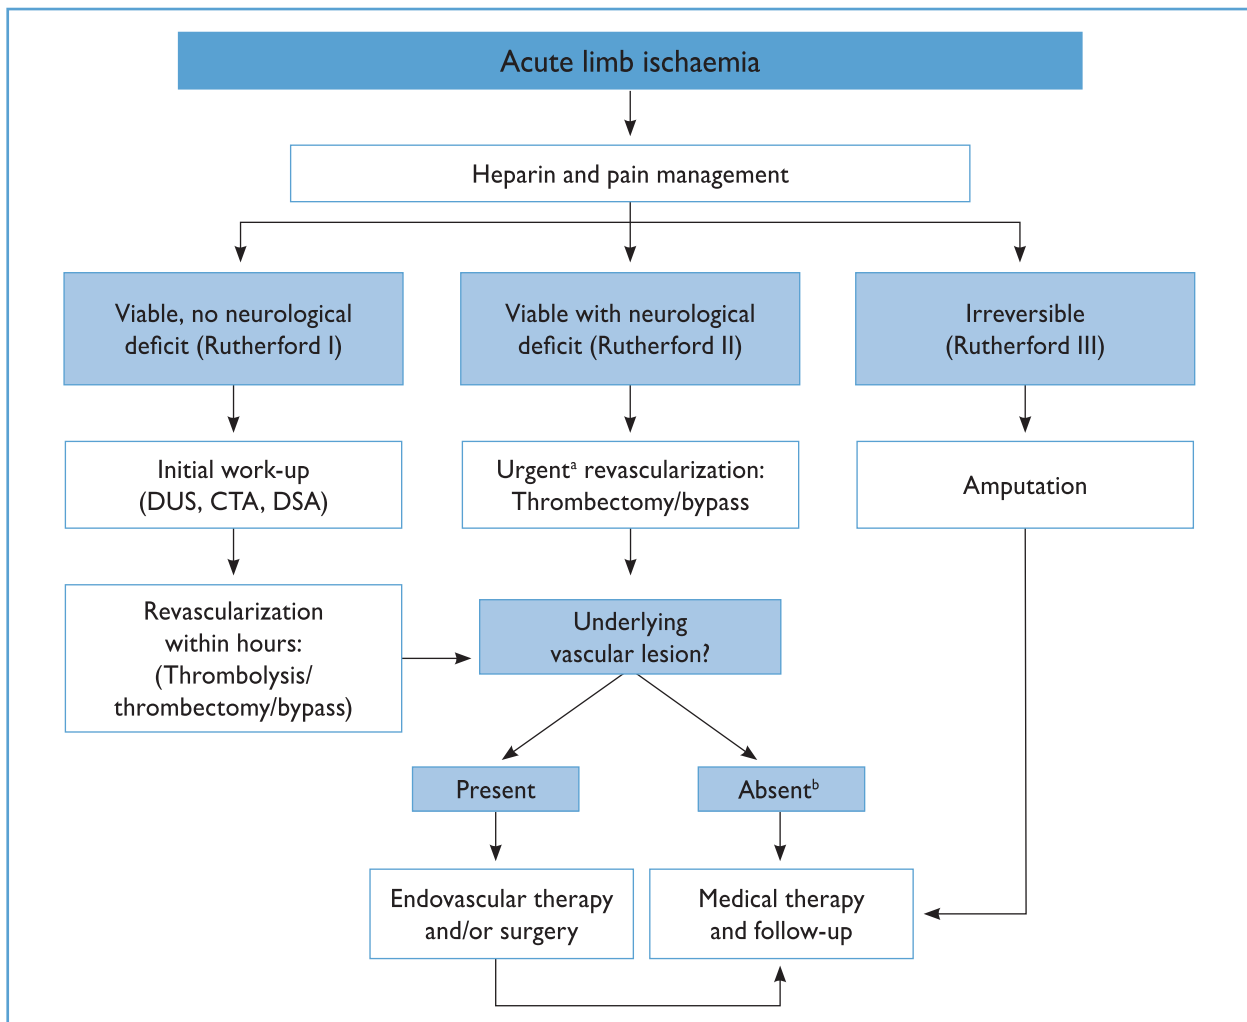 Acute limb ischaemia
Heparin and pain management
Viable, no neurological
deficit (Rutherford I)
Viable with neurological
deficit (Rutherford II)
Irreversible
(Rutherford III)
Initial work-up
(DUS, CTA, DSA)
Urgentᵃ revascularization:
Thrombectomy/bypass
Amputation
Revascularization
within hours:
(Thrombolysis/
thrombectomy/bypass)
Underlying
vascular lesion?
Present
Absentᵇ
Endovascular therapy
and/or surgery
Medical therapy
and follow-up